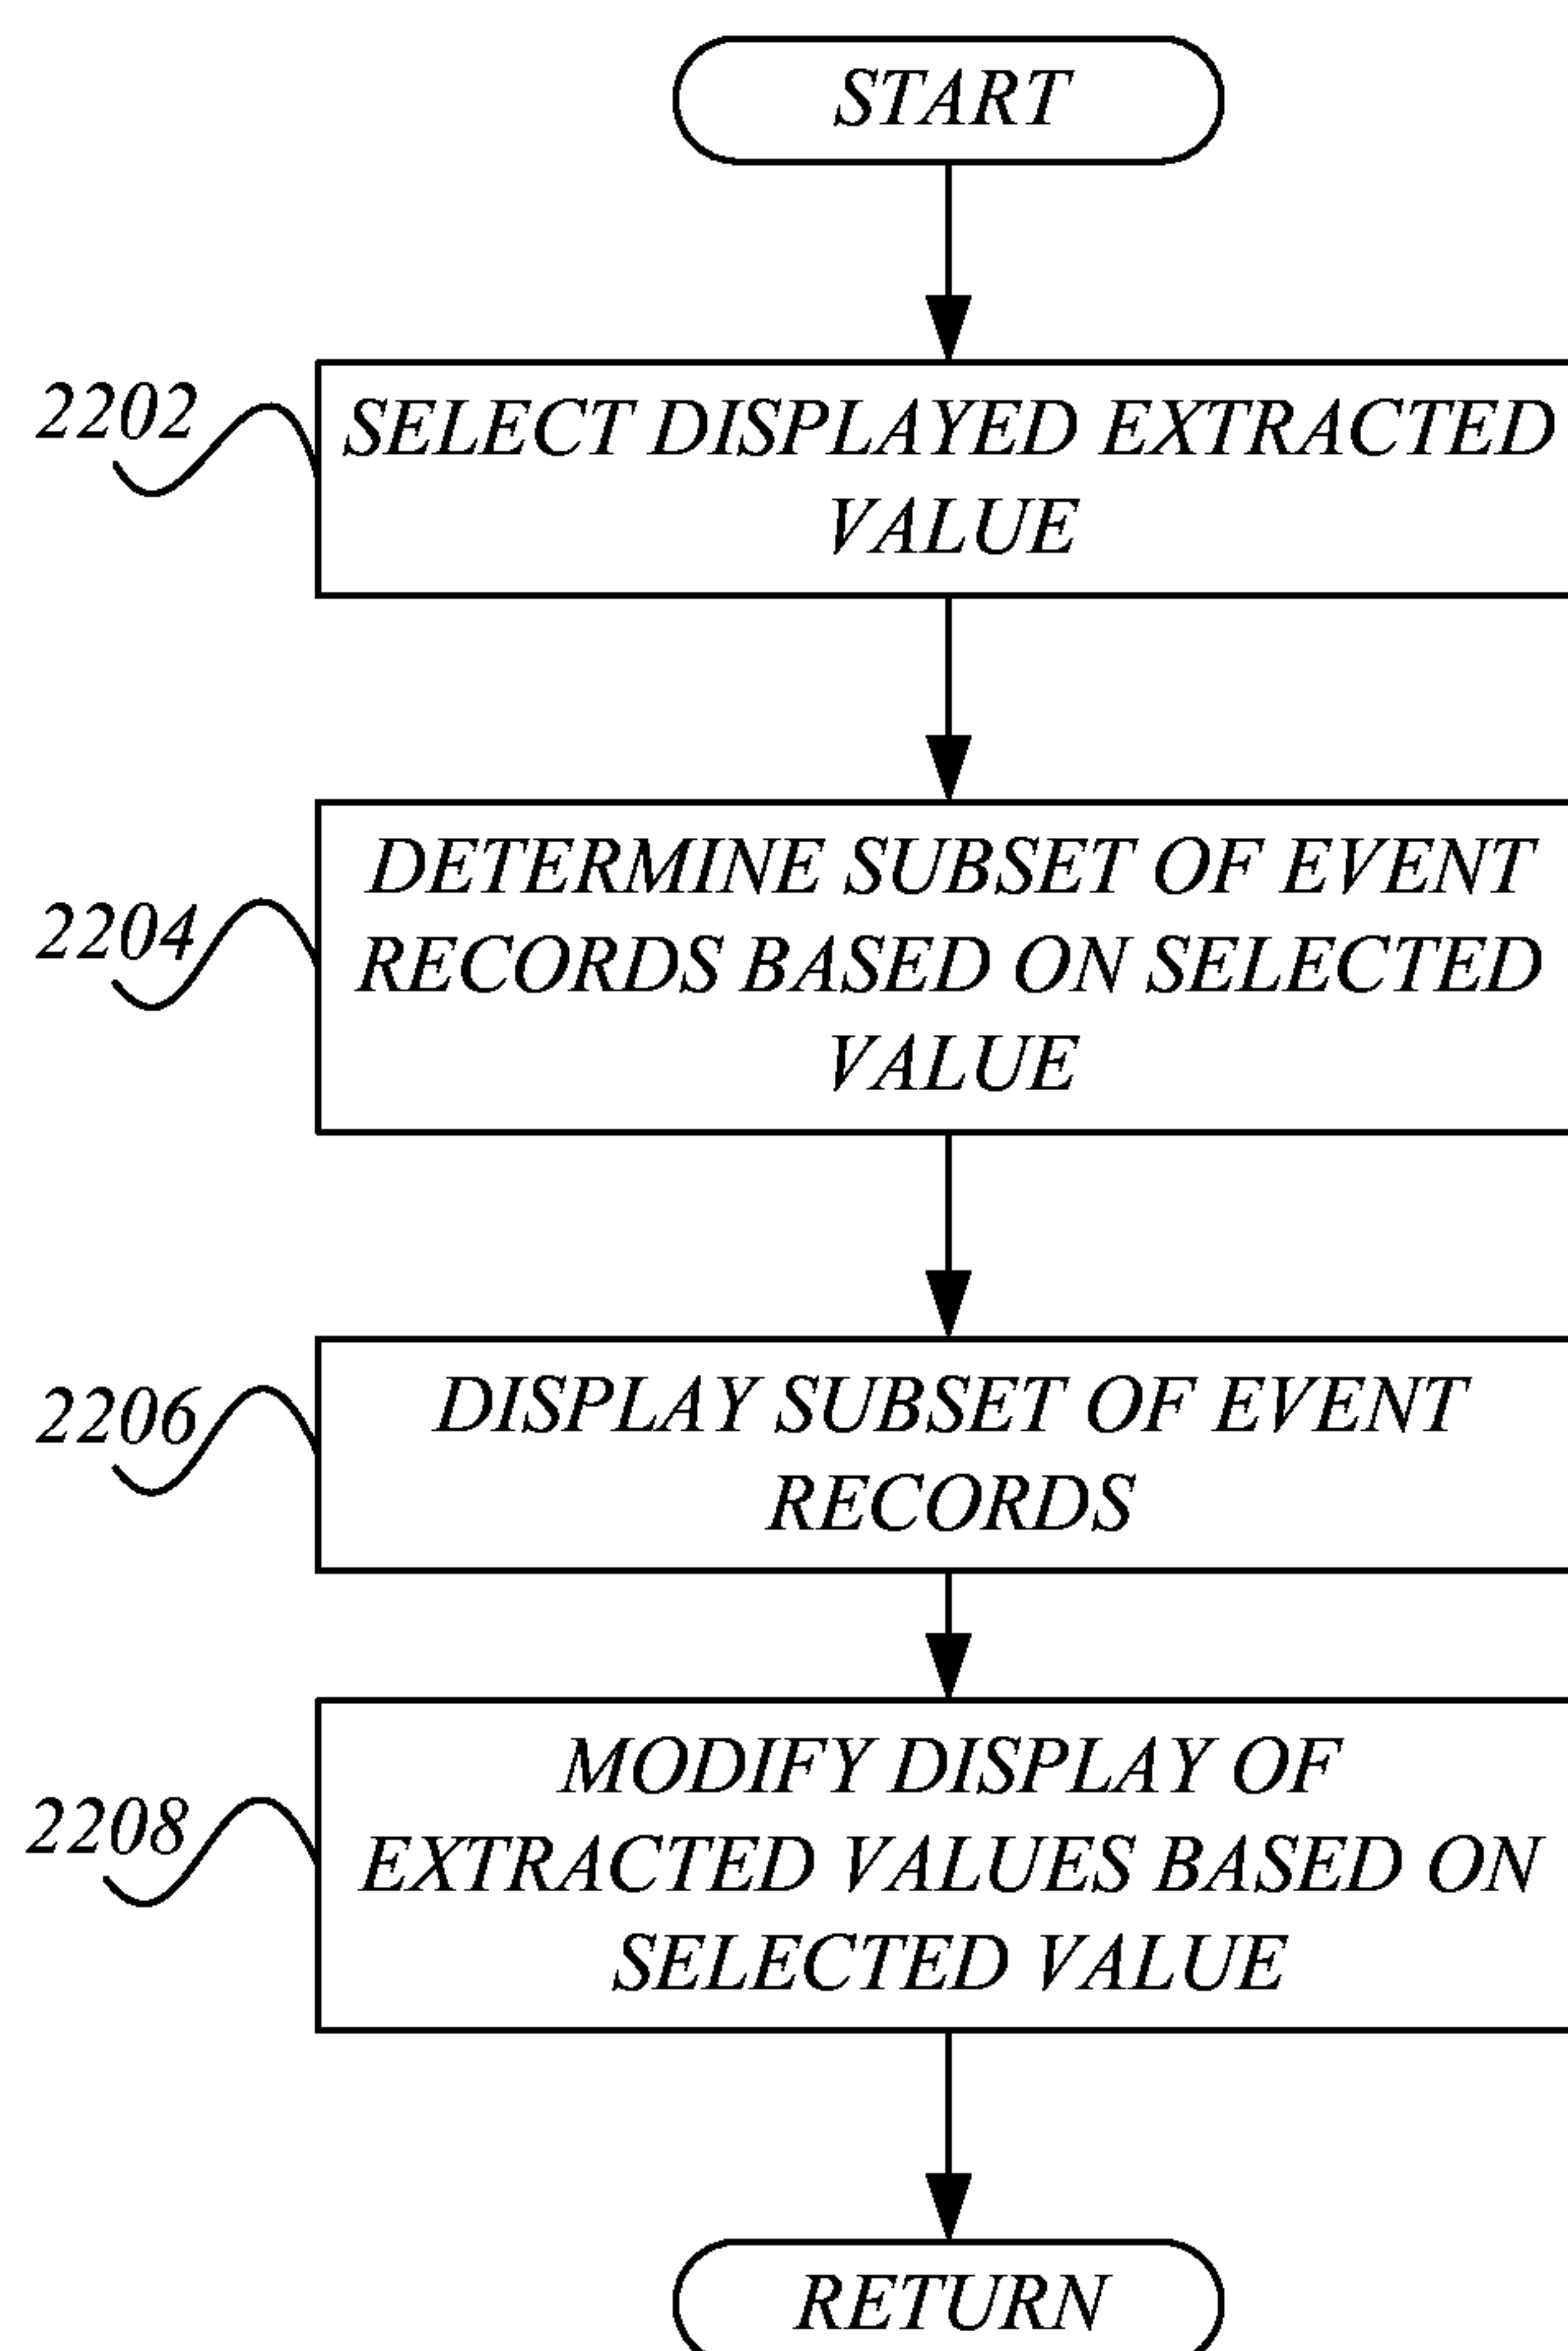 START
2202
SELECT DISPLAYED EXTRACTED
VALUE
2204
DETERMINE SUBSET OF EVENT
RECORDS BASED ON SELECTED
VALUE
2206
DISPLAY SUBSET OF EVENT
RECORDS
2208
MODIFY DISPLAY OF
EXTRACTED VALUES BASED ON
SELECTED VALUE
RETURN